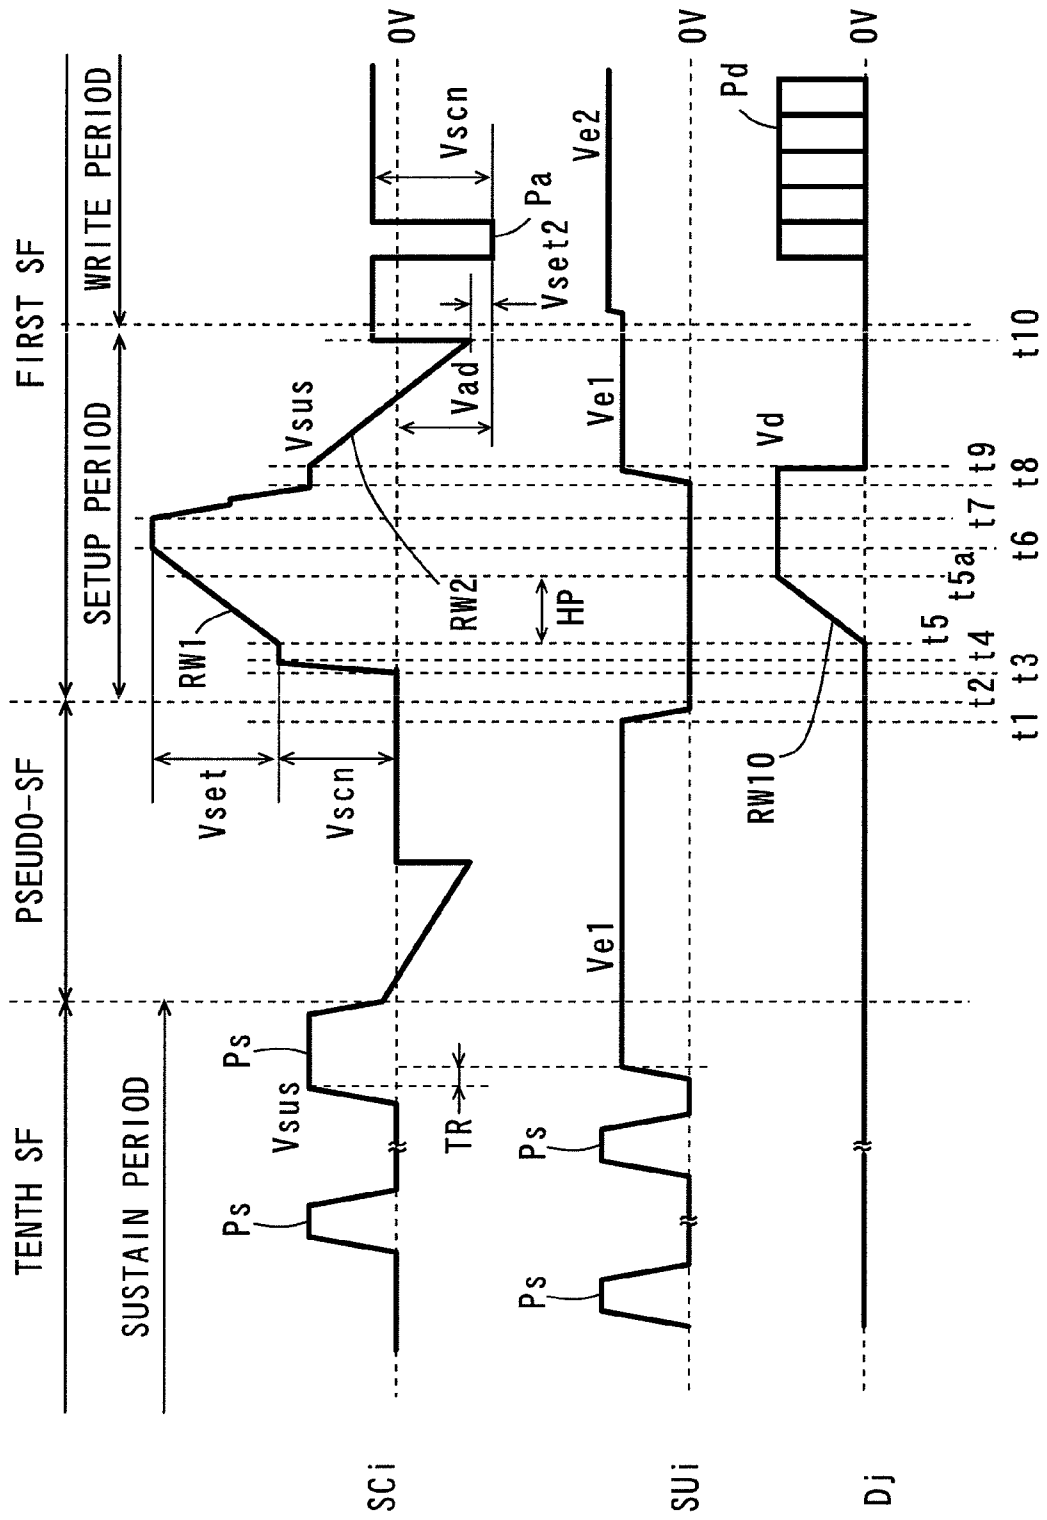 TENTH SF
PSEUDO-SF
FIRST SF
SUSTAIN PERIOD
SETUP PERIOD
WRITE PERIOD
SCi
Ps
Vsus
Ps
TR
Vset
Vscn
RW1
RW2
HP
Vsus
Vad
Vset2
Pa
Vscn
0V
SUi
Ps
Ps
Ve1
Ve1
Ve2
0V
Dj
RW10
Vd
Pd
0V
t1
t2
t3
t4
t5
t5a
t6
t7
t8
t9
t10